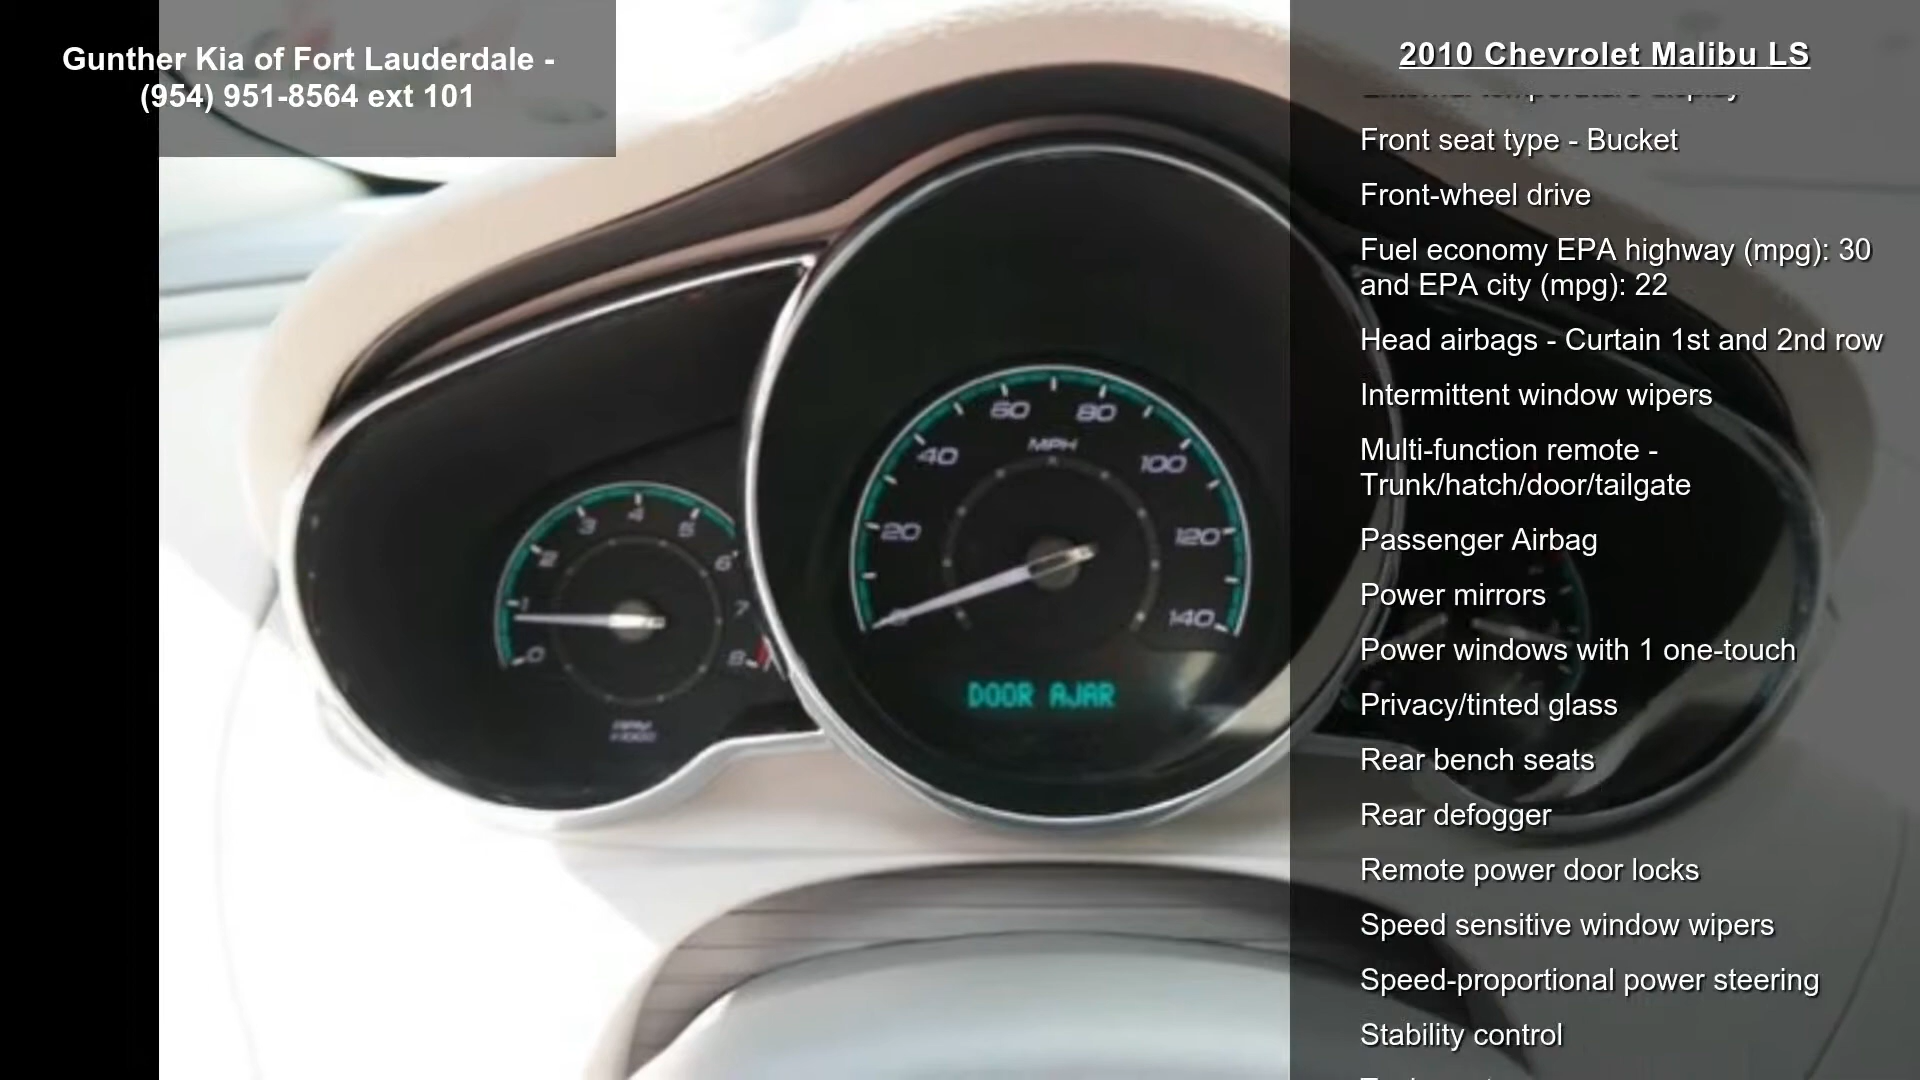 Gunther Kia of Fort Lauderdale -
(954) 951-8564 ext 101
2010 Chevrolet Malibu LS
Front seat type - Bucket
Front-wheel drive
Fuel economy EPA highway (mpg): 30
and EPA city (mpg): 22
Head airbags - Curtain 1st and 2nd row
Intermittent window wipers
Multi-function remote -
Trunk/hatch/door/tailgate
Passenger Airbag
Power mirrors
Power windows with 1 one-touch
Privacy/tinted glass
Rear bench seats
Rear defogger
Remote power door locks
Speed sensitive window wipers
Speed-proportional power steering
Stability control
0 1 2 3 4 5 6 7 8
0 20 40 60 80 100 120 140
MPH
DOOR AJAR